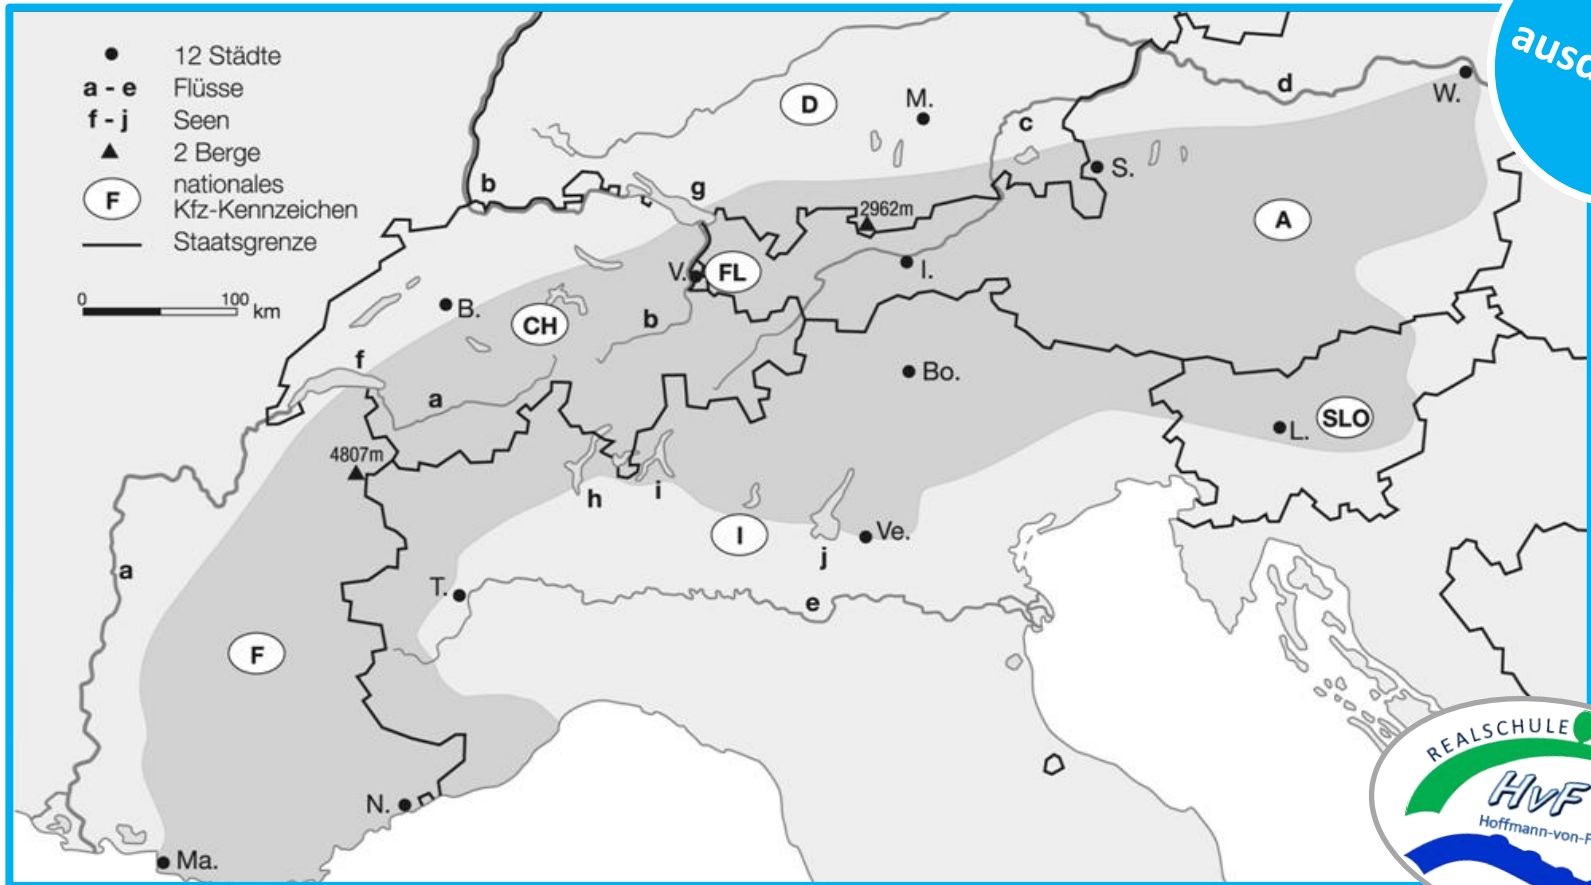 12 Städte
a - e Flüsse
f - j Seen
2 Berge
F nationales
Kfz-Kennzeichen
Staatsgrenze
0 100 km
D
M.
c
d
W.
b
g
S.
2962m
A
V.
FL
I.
B.
CH
b
f
a
Bo.
SLO
L.
4807m
h
i
I
Ve.
j
a
T.
e
F
N.
Ma.
REALSCHULE
HvF
Hoffmann-von-F